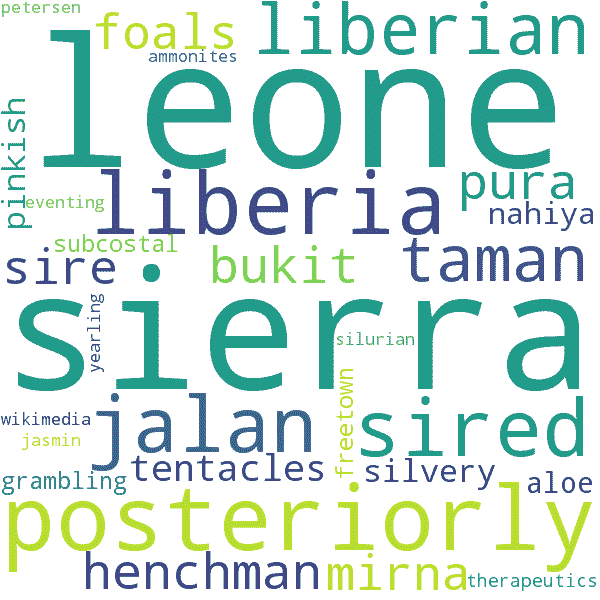 petersen
foals
liberian
ammonites
leone
pinkish
liberia
pura
eventing
nahiya
subcostal
sire
bukit
taman
sierra
yearling
silurian
jalan
sired
wikimedia
jasmin
freetown
tentacles
silvery
grambling
aloe
posteriorly
henchman
mirna
therapeutics